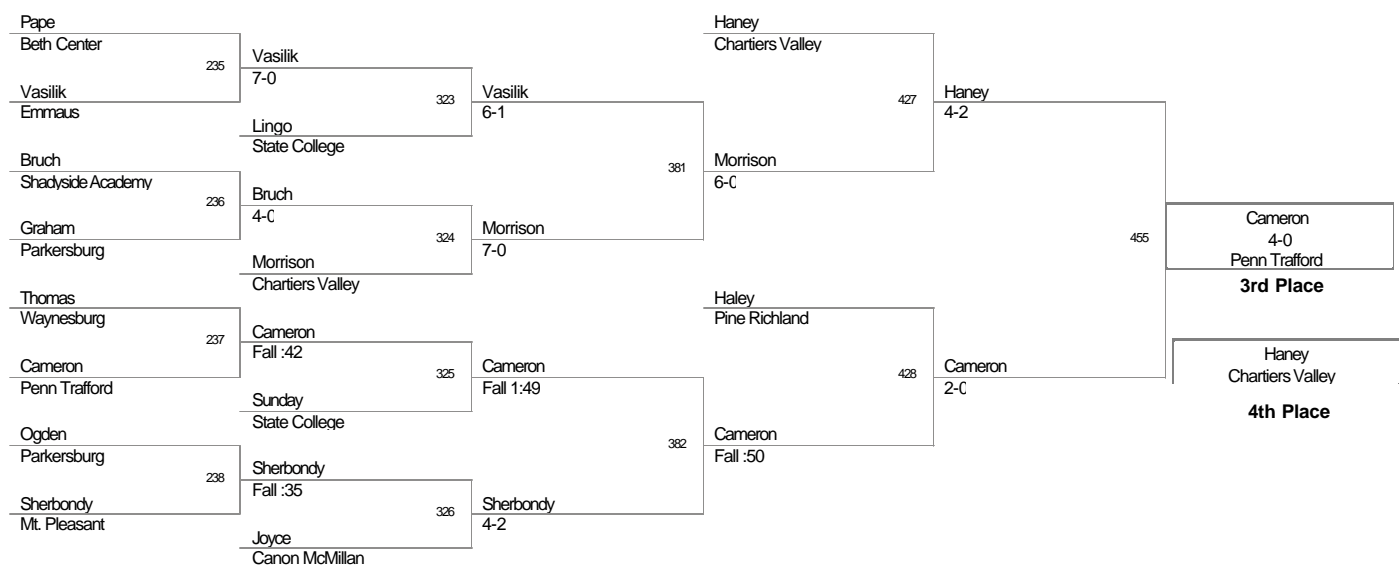 Pape
Beth Center
235
Vasilik
Emmaus
Vasilik
7-0
323
Lingo
State College
Bruch
Shadyside Academy
236
Graham
Parkersburg
Bruch
4-0
324
Morrison
Chartiers Valley
Vasilik
6-1
381
Morrison
7-0
Thomas
Waynesburg
237
Cameron
Penn Trafford
Cameron
Fall :42
325
Sunday
State College
Ogden
Parkersburg
238
Sherbondy
Mt. Pleasant
Sherbondy
Fall :35
326
Joyce
Canon McMillan
Cameron
Fall 1:49
382
Sherbondy
4-2
Haney
Chartiers Valley
427
Morrison
6-0
Haley
Pine Richland
428
Cameron
Fall :50
Haney
4-2
455
Cameron
2-0
Cameron
4-0
Penn Trafford
3rd Place
Haney
Chartiers Valley
4th Place